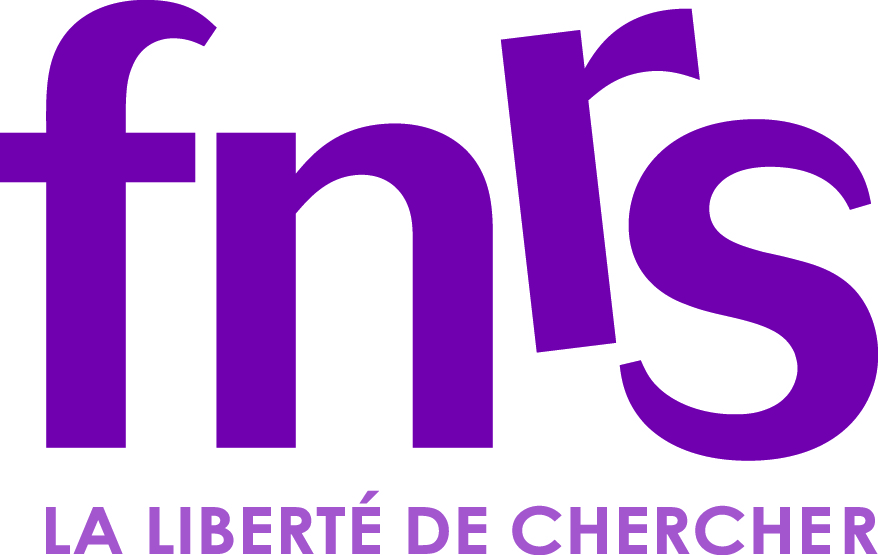 fnrs
LA LIBERTÉ DE CHERCHER